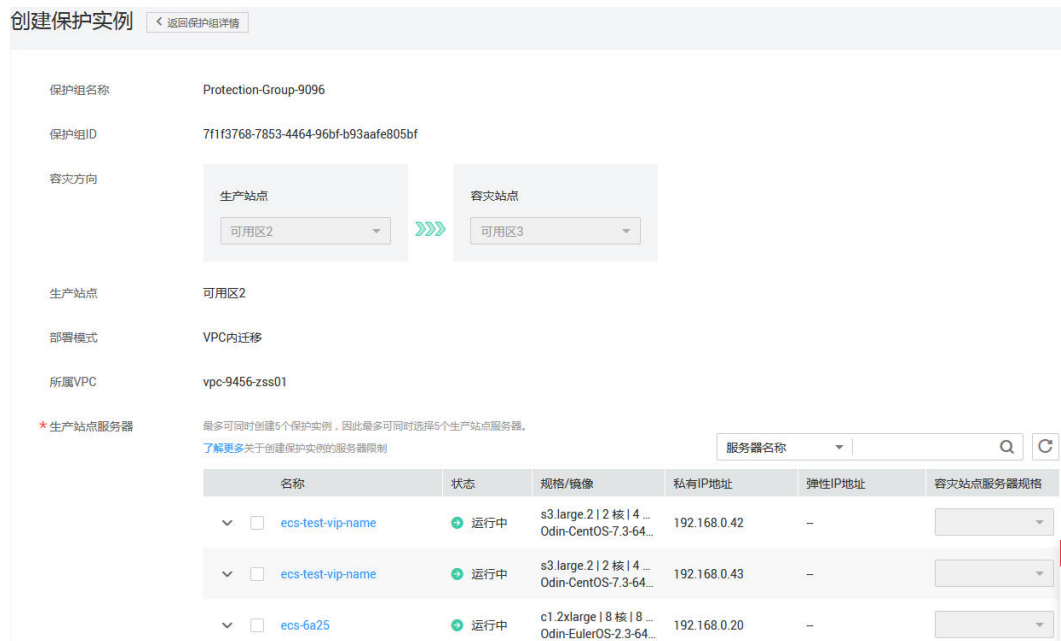 创建保护实例
返回保护组详情
保护组名称 Protection-Group-9096
保护组ID 7f1f3768-7853-4464-96bf-b93aafe805bf
容灾方向
生产站点 容灾站点
可用区2 可用区3
生产站点 可用区2
部署模式 VPC内迁移
所属VPC vpc-9456-zss01
* 生产站点服务器 最多可同时创建5个保护实例，因此最多可同时选择5个生产站点服务器。
了解更多关于创建保护实例的服务器限制
服务器名称
名称 状态 规格/镜像 私有IP地址 弹性IP地址 容灾站点服务器规格
ecs-test-vip-name 运行中 s3.large.2 | 2 核 | 4 ... 192.168.0.42 --
Odin-CentOS-7.3-64...
ecs-test-vip-name 运行中 s3.large.2 | 2 核 | 4 ... 192.168.0.43 --
Odin-CentOS-7.3-64...
ecs-6a25 运行中 c1.2xlarge | 8 核 | 8 ... 192.168.0.20 --
Odin-EulerOS-2.3-64...